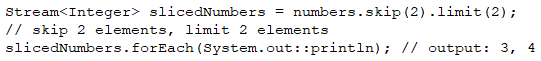 Stream<Integer> slicedNumbers = numbers.skip(2).limit(2);
// skip 2 elements, limit 2 elements
slicedNumbers.forEach(System.out::println); // output: 3, 4